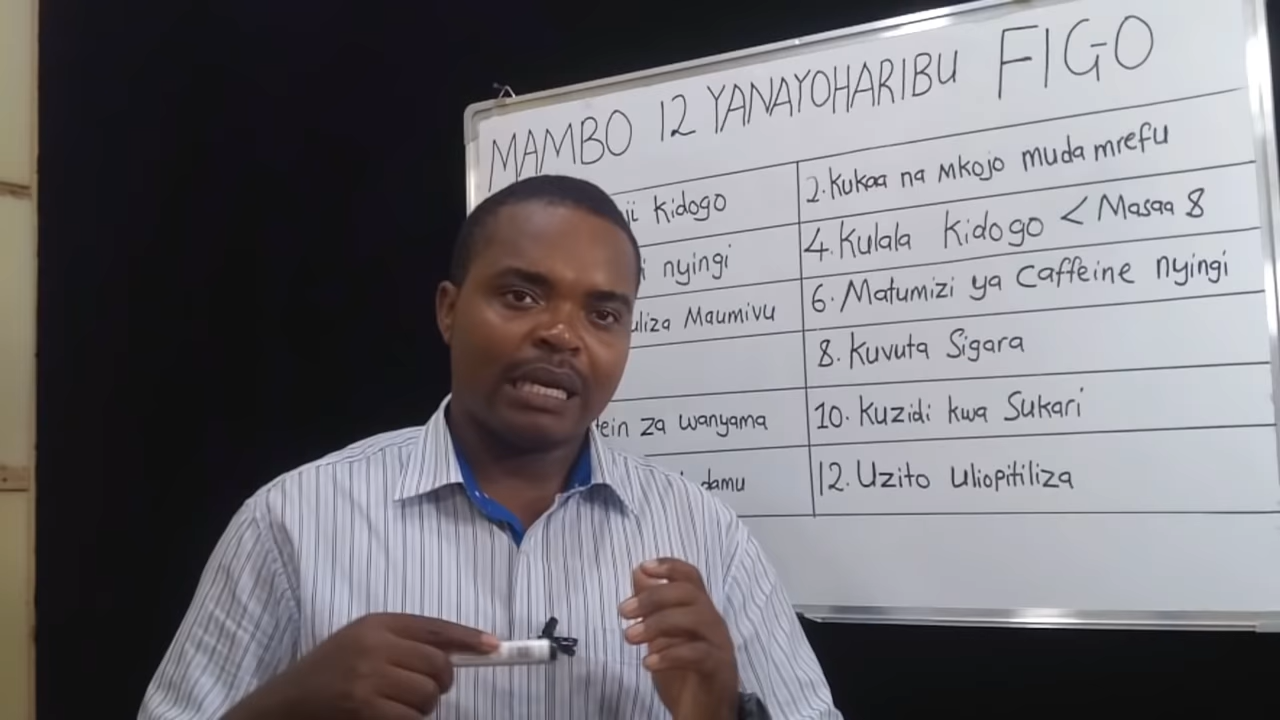 MAMBO 12 YANAYOHARIBU FIGO
kidogo
2. Kukaa na Mkojo muda mrefu
nyingi
4. Kulala Kidogo < Masaa 8
Maumivu
6. Matumizi ya Caffeine nyingi
8. Kuvuta Sigara
za wanyama
10. Kuzidi kwa Sukari
damu
12. Uzito uliopitiliza